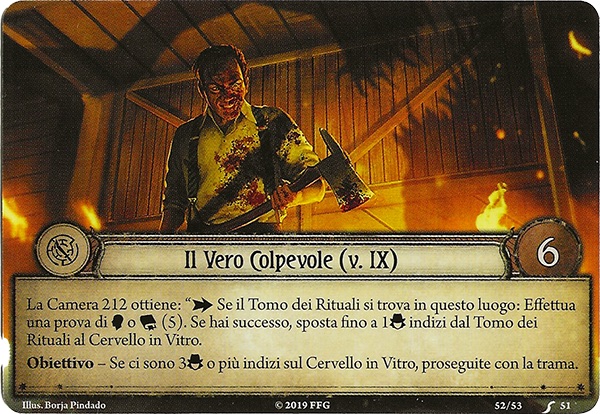 Il Vero Colpevole (v. IX)
6
La Camera 212 ottiene: “ Se il Tomo dei Rituali si trova in questo luogo: Effettua
una prova di o (5). Se hai successo, sposta fino a 1 indizi dal Tomo dei
Rituali al Cervello in Vitro.
Obiettivo – Se ci sono 3 o più indizi sul Cervello in Vitro, proseguite con la trama.
Illus. Borja Pindado
© 2019 FFG
52/53
51